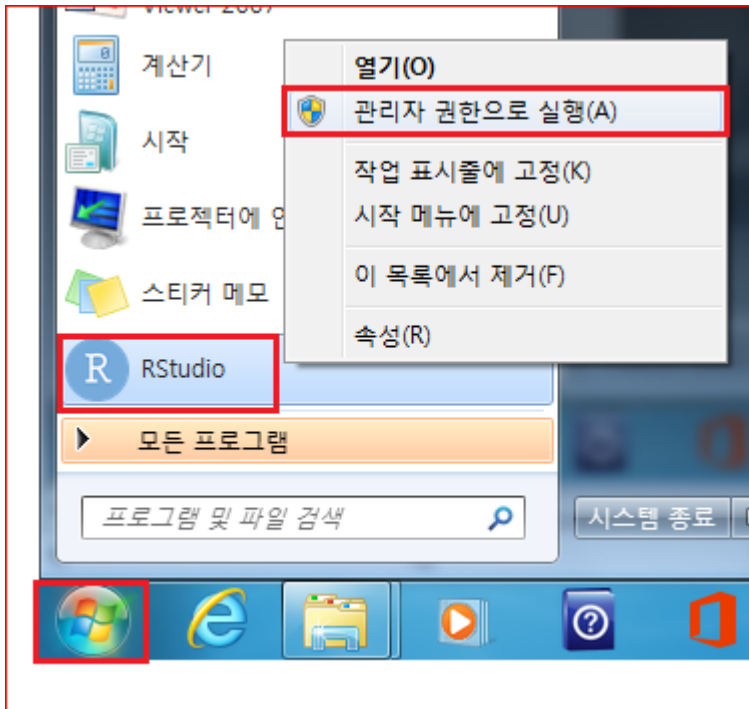 Viewer 2007
계산기
열기(O)
관리자 권한으로 실행(A)
시작
작업 표시줄에 고정(K)
프로젝터에
시작 메뉴에 고정(U)
스티커 메모
이 목록에서 제거(F)
속성(R)
R RStudio
모든 프로그램
프로그램 및 파일 검색
시스템 종료